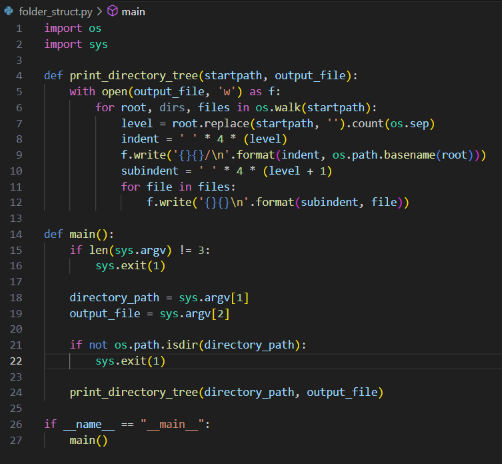 folder_struct.py > main
1 import os
2 import sys
3
4 def print_directory_tree(startpath, output_file):
5     with open(output_file, 'w') as f:
6         for root, dirs, files in os.walk(startpath):
7             level = root.replace(startpath, '').count(os.sep)
8             indent = ' ' * 4 * (level)
9             f.write('{}{}/\n'.format(indent, os.path.basename(root)))
10             subindent = ' ' * 4 * (level + 1)
11             for file in files:
12                 f.write('{}{}\n'.format(subindent, file))
13
14 def main():
15     if len(sys.argv) != 3:
16         sys.exit(1)
17
18     directory_path = sys.argv[1]
19     output_file = sys.argv[2]
20
21     if not os.path.isdir(directory_path):
22         sys.exit(1)
23
24     print_directory_tree(directory_path, output_file)
25
26 if __name__ == "__main__":
27     main()